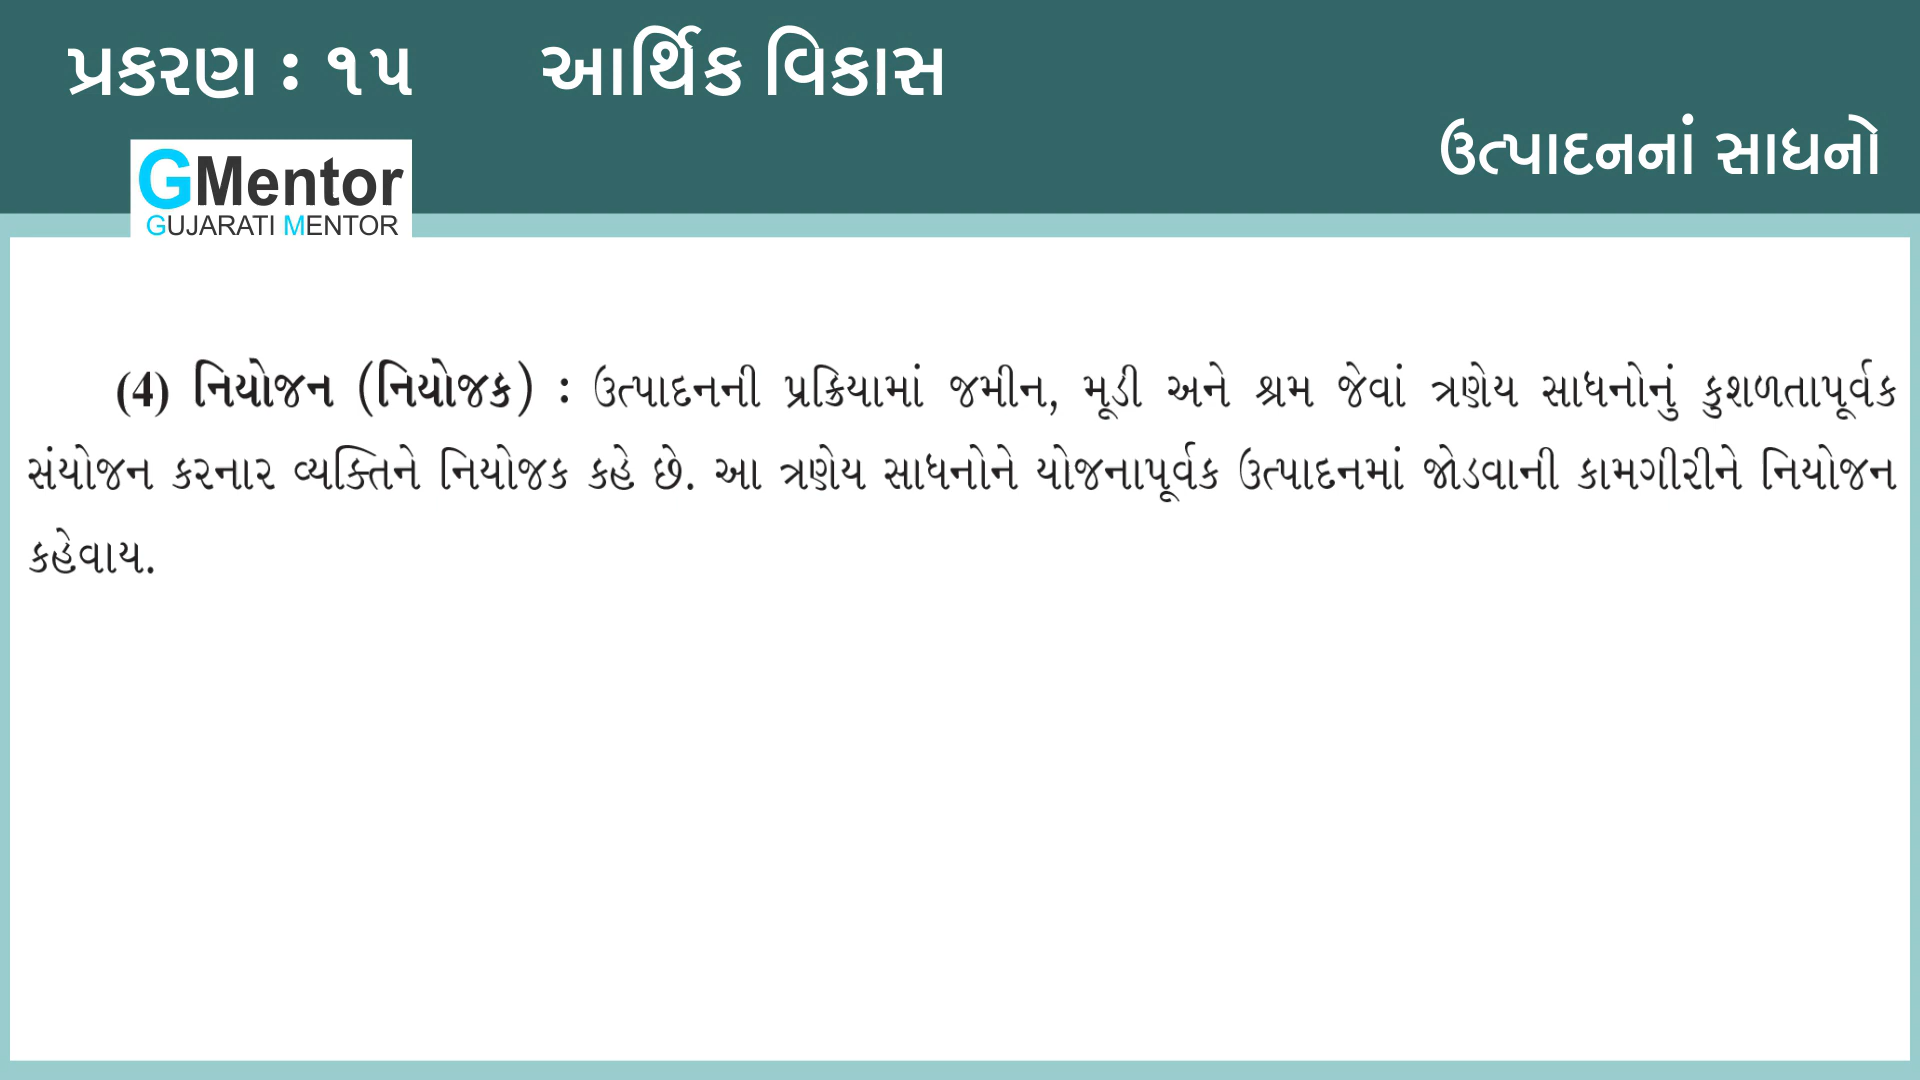 પ્રકરણ : ૧૫ આર્થિક વિકાસ
ઉત્પાદનનાં સાધનો
GMentor
GUJARATI MENTOR
(4) નિયોજન (નિયોજક) : ઉત્પાદનની પ્રક્રિયામાં જમીન, મૂડી અને શ્રમ જેવાં ત્રણેય સાધનોનું કુશળતાપૂર્વક
સંયોજન કરનાર વ્યક્તિને નિયોજક કહે છે. આ ત્રણેય સાધનોને યોજનાપૂર્વક ઉત્પાદનમાં જોડવાની કામગીરીને નિયોજન
કહેવાય.